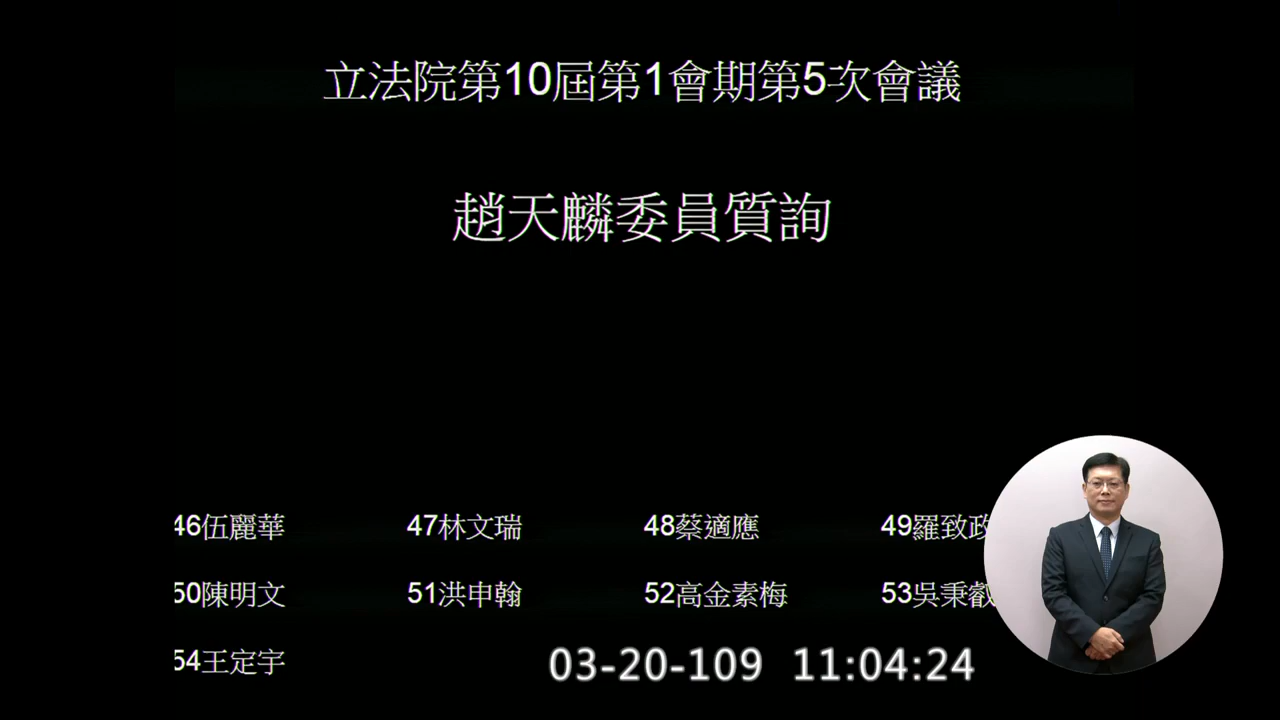 立法院第10屆第1會期第5次會議
趙天麟委員質詢
46伍麗華 47林文瑞 48蔡適應 49羅致政
50陳明文 51洪申翰 52高金素梅 53吳秉叡
54王定宇
03-20-109 11:04:24